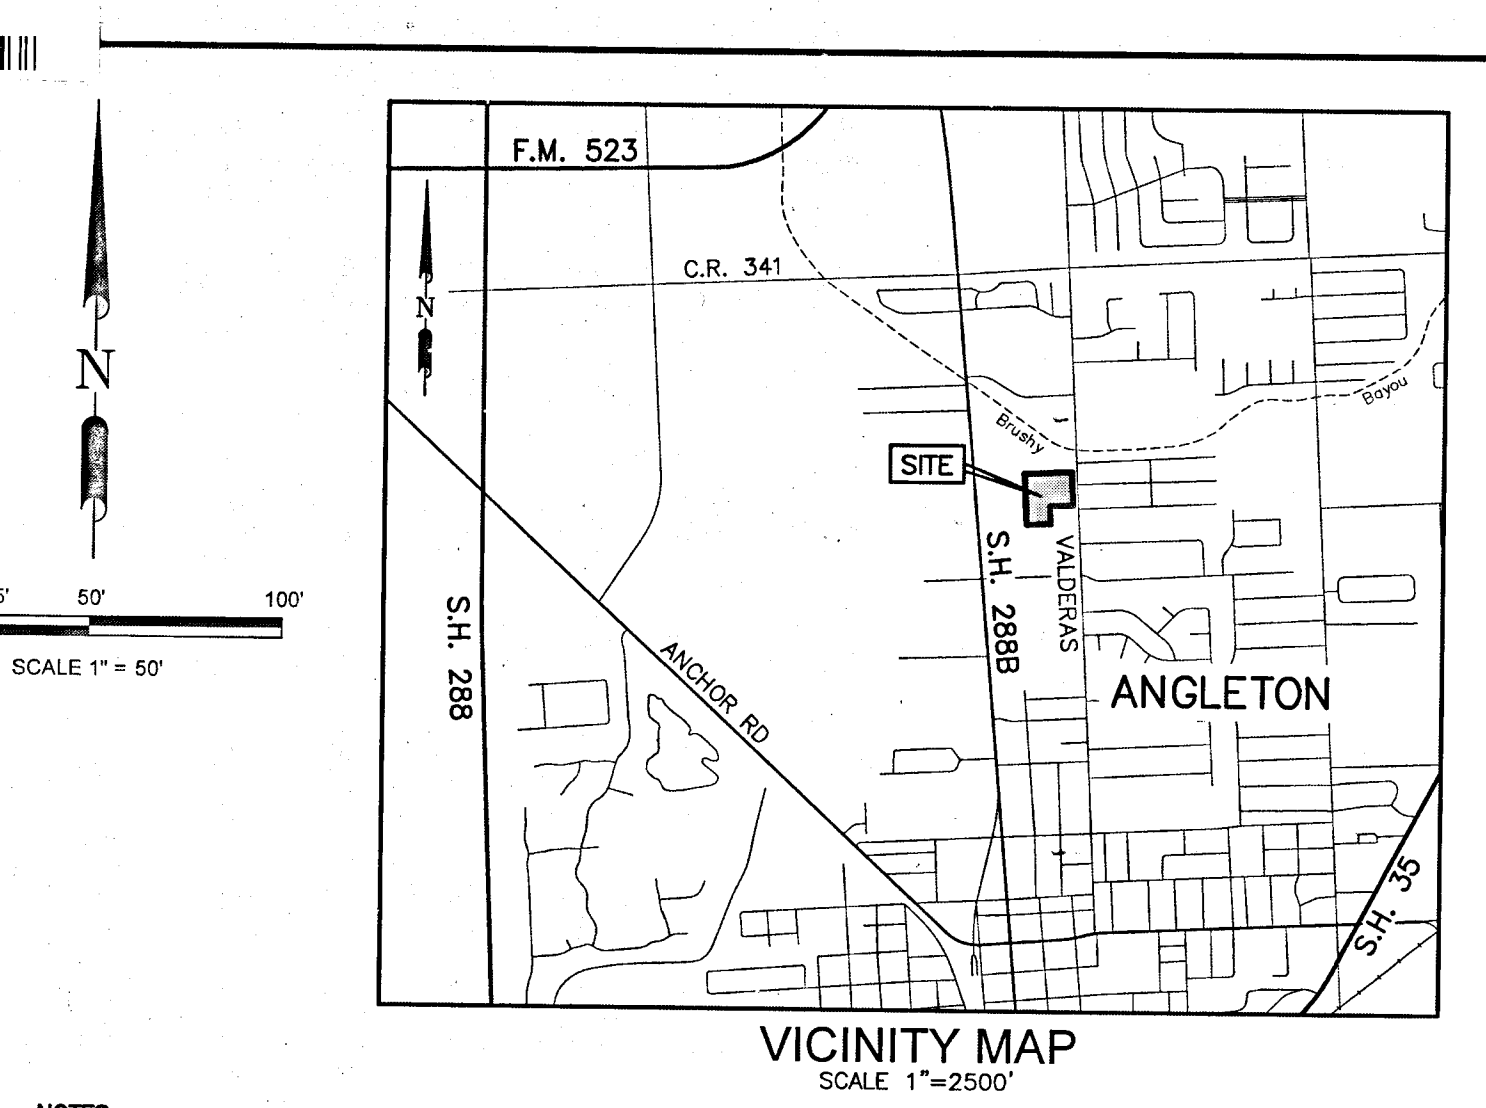 F.M. 523
C.R. 341
N
N
Brushy
Bayou
SITE
S.H. 288
S.H. 288B
VALDERAS
50'
100'
SCALE 1" = 50'
ANCHOR RD
ANGLETON
S.H. 35
VICINITY MAP
SCALE 1"=2500'